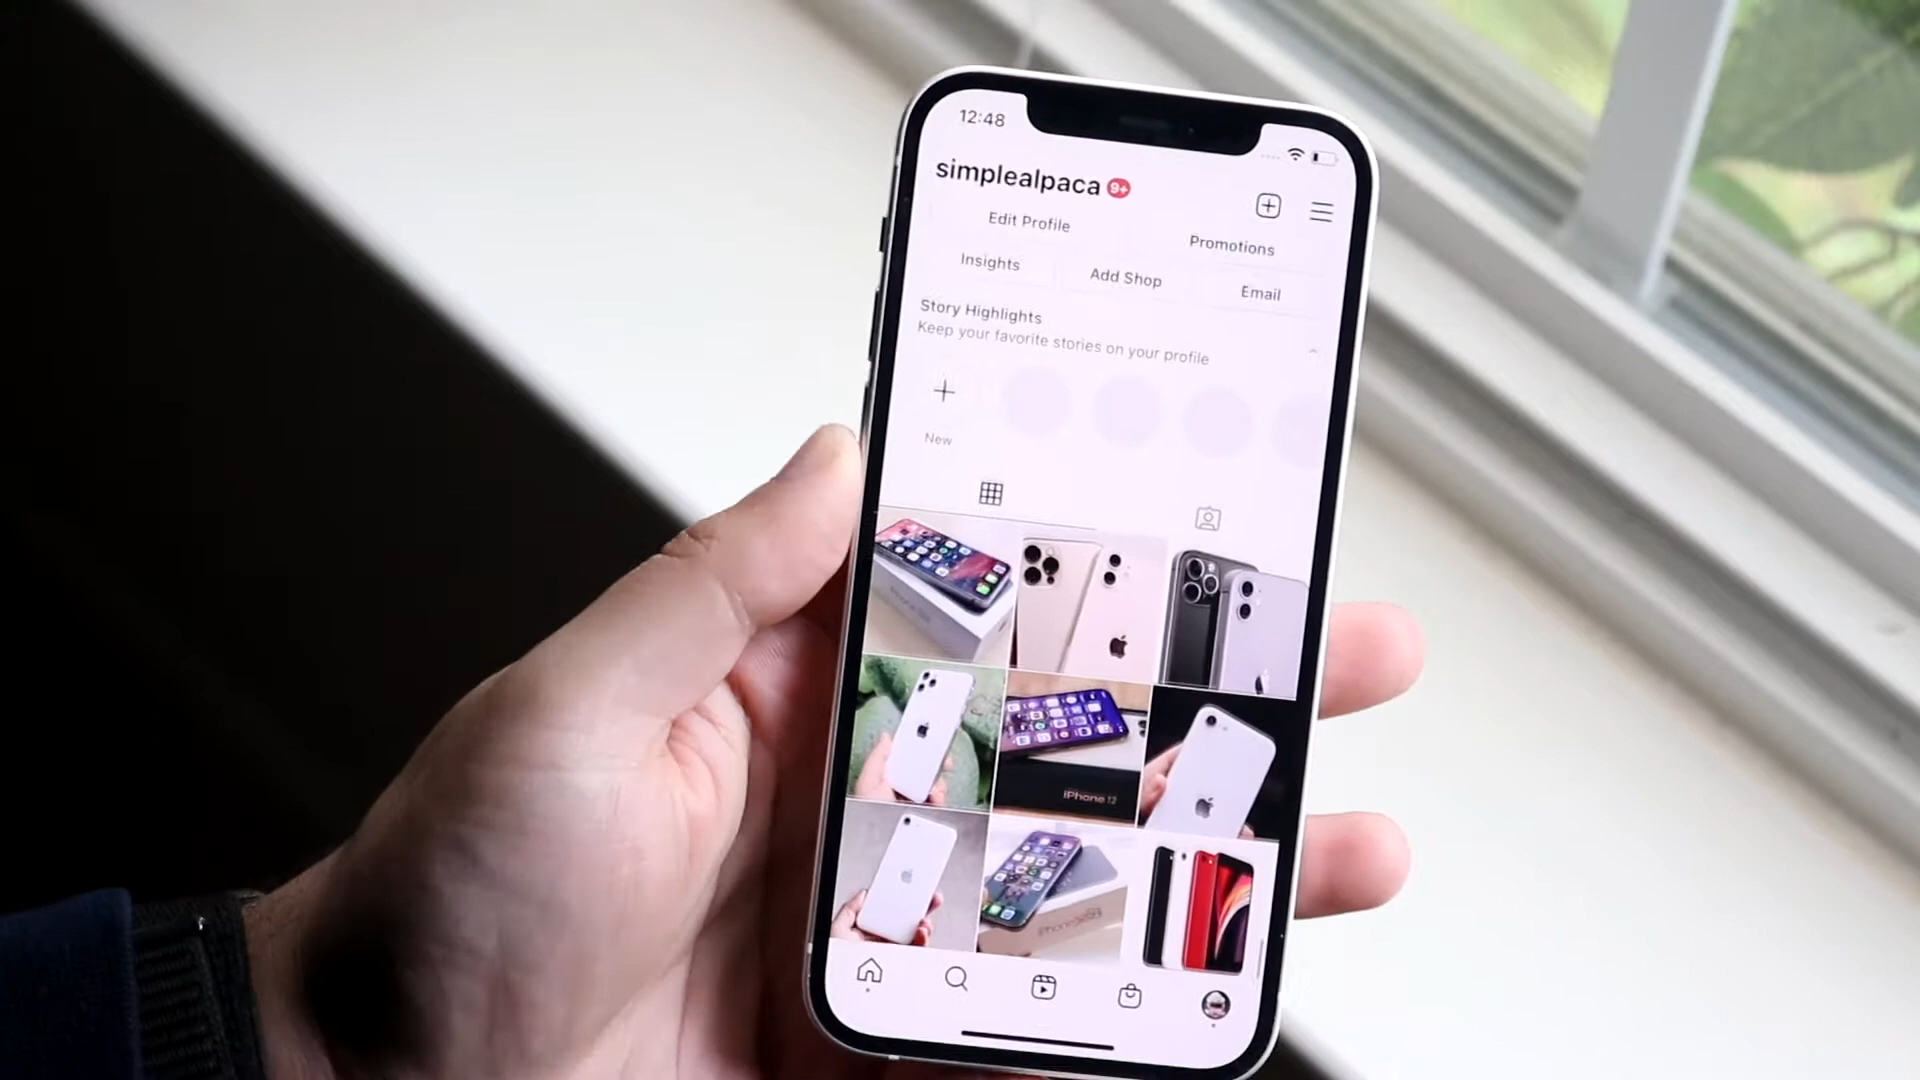 12:48
simplealpaca 9+
Edit Profile
Promotions
Insights
Add Shop
Email
Story Highlights
Keep your favorite stories on your profile
New
iPhone 12